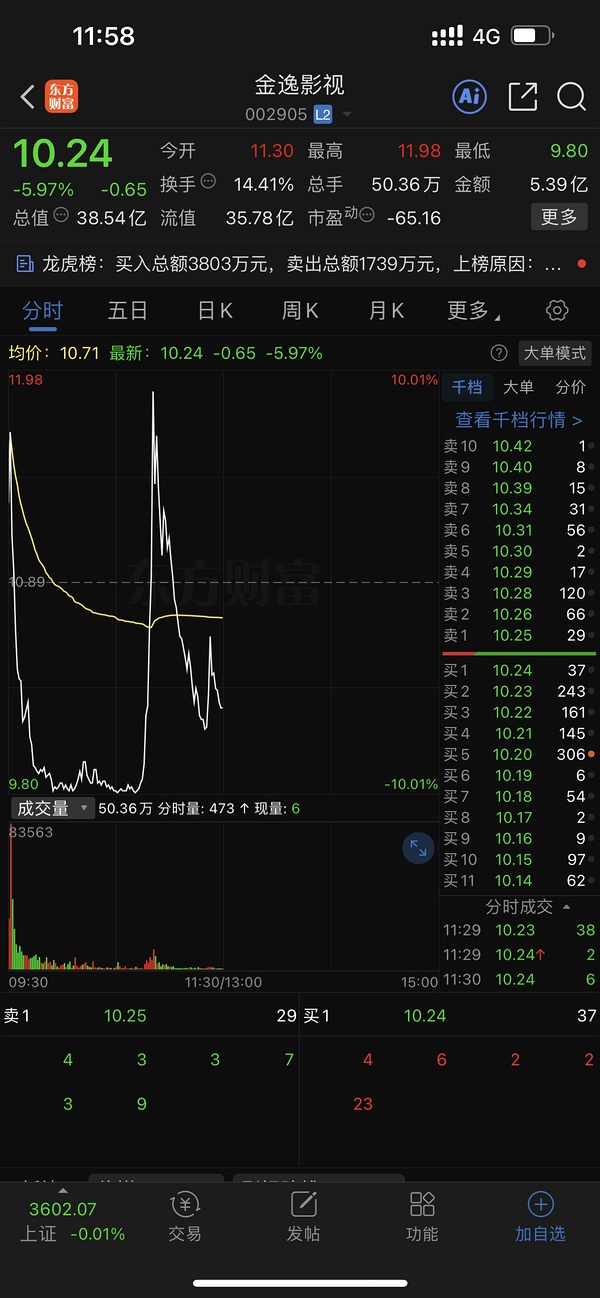 11:58 4G
东方财富 金逸影视 Ai
002905 L2
10.24 今开 11.30 最高 11.98 最低 9.80
-5.97% -0.65 换手 14.41% 总手 50.36万 金额 5.39亿
总值 38.54亿 流值 35.78亿 市盈动 -65.16 更多
龙虎榜：买入总额3803万元，卖出总额1739万元，上榜原因：...
分时 五日 日K 周K 月K 更多
均价：10.71 最新：10.24 -0.65 -5.97% ? 大单模式
11.98 10.01%
10.89
东方财富
9.80 -10.01%
千档 大单 分价
查看千档行情 >
卖10 10.42 1
卖9 10.40 8
卖8 10.39 15
卖7 10.34 31
卖6 10.31 56
卖5 10.30 2
卖4 10.29 17
卖3 10.28 120
卖2 10.26 66
卖1 10.25 29
买1 10.24 37
买2 10.23 243
买3 10.22 161
买4 10.21 145
买5 10.20 306
买6 10.19 6
买7 10.18 54
买8 10.17 2
买9 10.16 9
买10 10.15 97
买11 10.14 62
分时成交
11:29 10.23 38
11:29 10.24↑ 2
11:30 10.24 6
成交量 50.36万 分时量: 473 ↑ 现量: 6
83563
09:30 11:30/13:00 15:00
卖1 10.25 29 买1 10.24 37
4 3 3 7 4 6 2 2
3 9 23
3602.07
上证 -0.01% 交易 发帖 功能 加自选